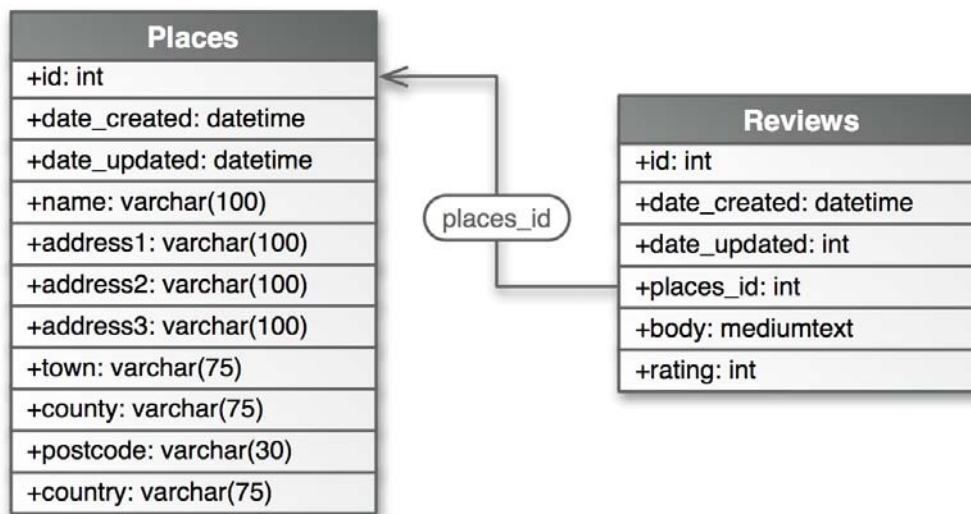 Places
+id: int
+date_created: datetime
+date_updated: datetime
+name: varchar(100)
+address1: varchar(100)
+address2: varchar(100)
+address3: varchar(100)
+town: varchar(75)
+county: varchar(75)
+postcode: varchar(30)
+country: varchar(75)
places_id
Reviews
+id: int
+date_created: datetime
+date_updated: int
+places_id: int
+body: mediumtext
+rating: int